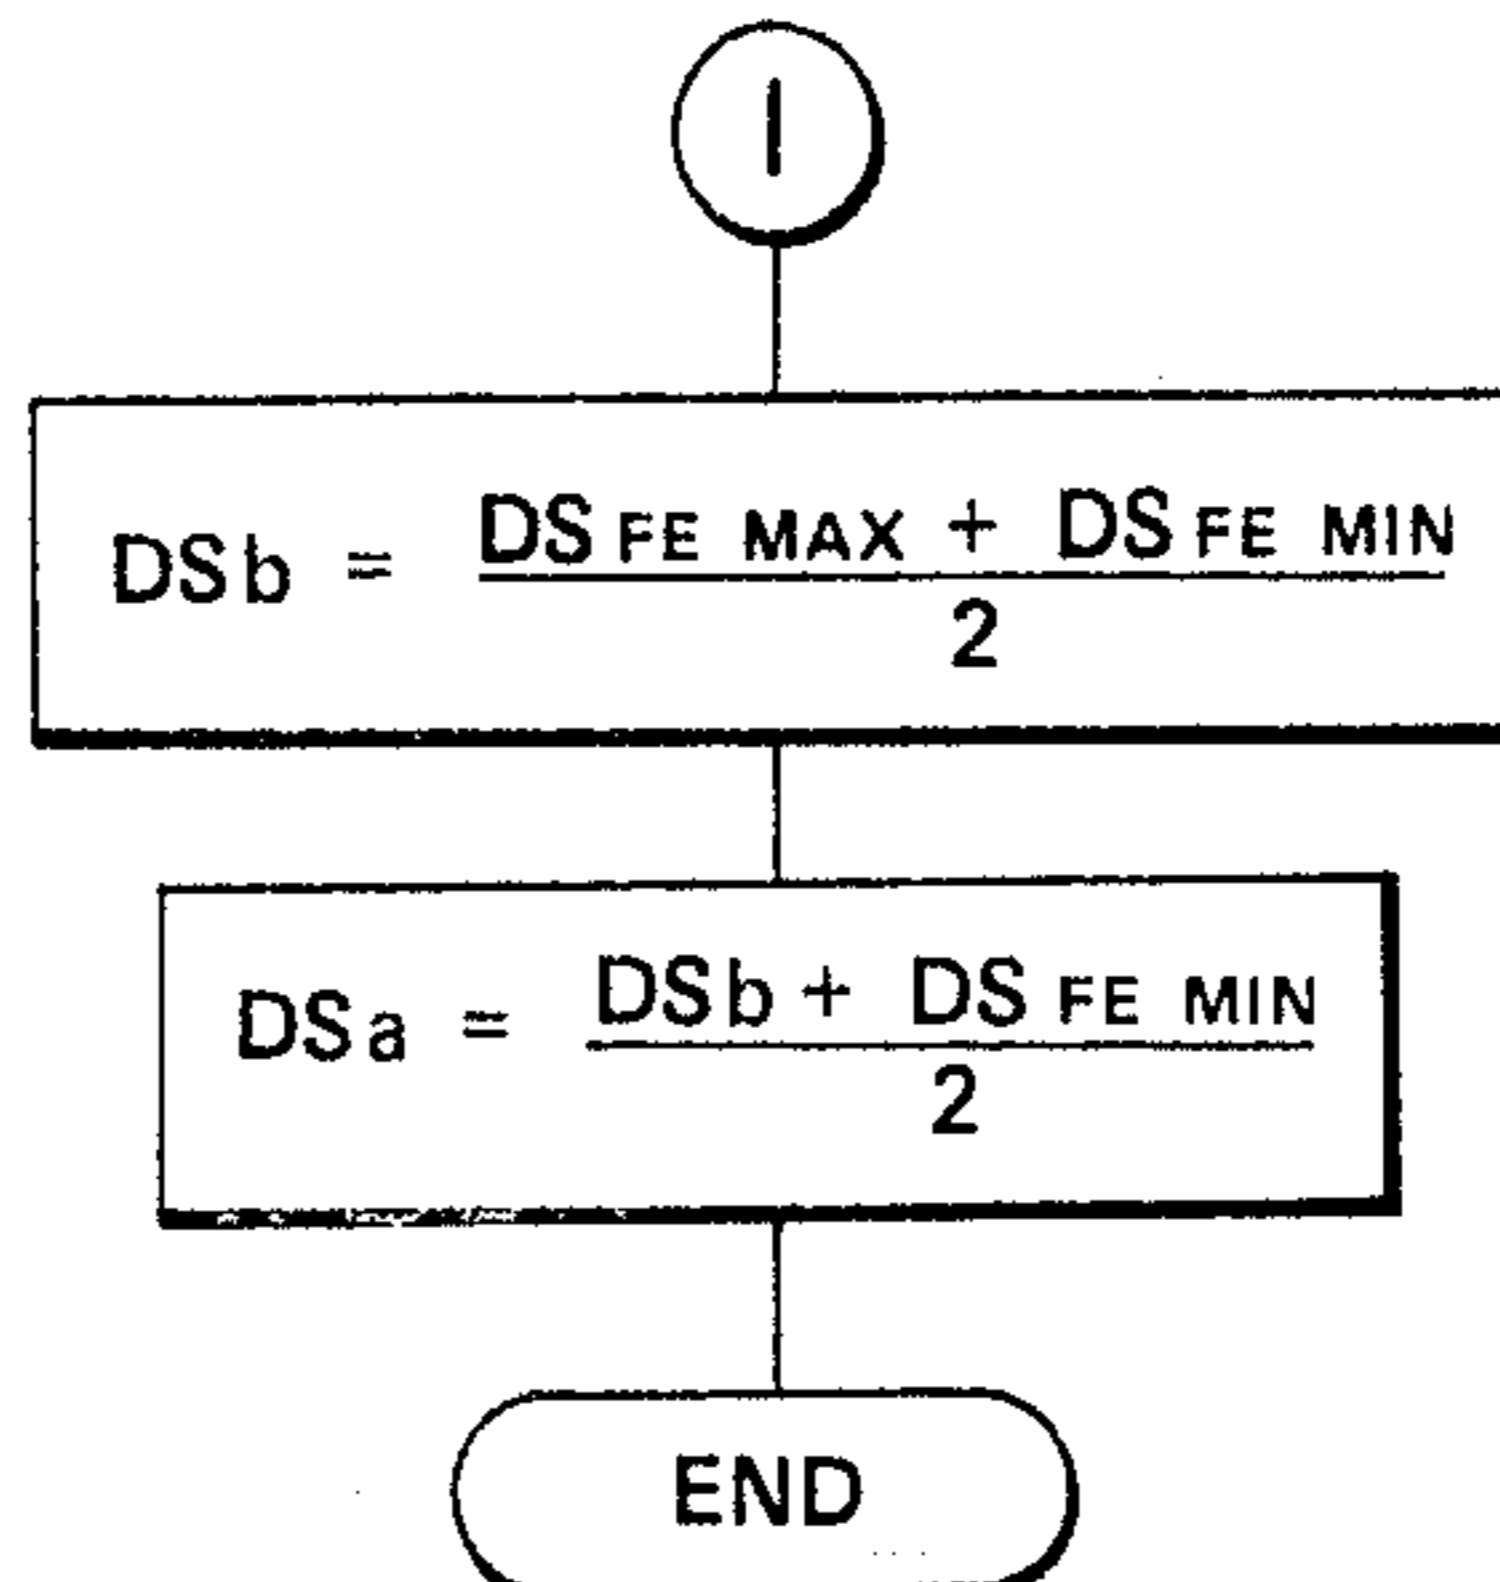 1
DSb = DS FE MAX + DS FE MIN
2
DSa = DSb + DS FE MIN
2
END